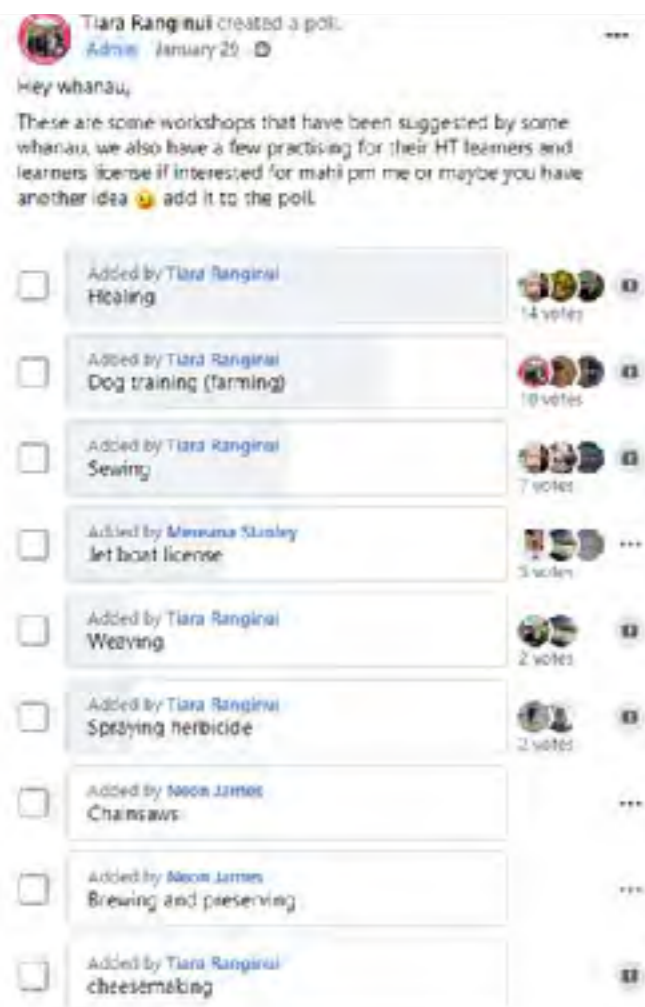 Tiara Ranginui created a poll.
Admin January 29
Hey whanau,
These are some workshops that have been suggested by some
whanau, we also have a few practising for their HT learners and
learners license if interested for mahi pm me or maybe you have
another idea 😉 add it to the poll.
Added by Tiara Ranginui
Healing
14 votes
Added by Tiara Ranginui
Dog training (farming)
10 votes
Added by Tiara Ranginui
Sewing
7 votes
Added by Mereana Stanley
Jet boat license
votes
Added by Tiara Ranginui
Weaving
2 votes
Added by Tiara Ranginui
Spraying herbicide
2 votes
Added by Neon James
Chainsaws
Added by Neon James
Brewing and preserving
Added by Tiara Ranginui
cheesemaking